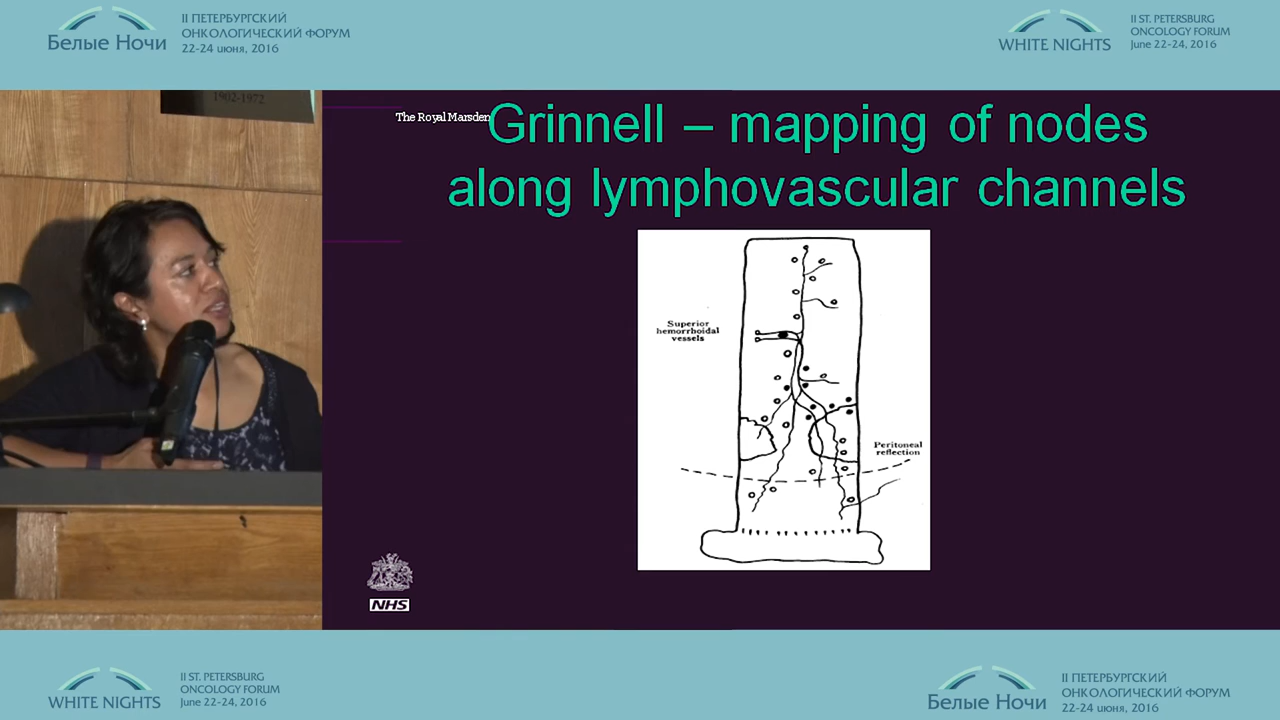 II ПЕТЕРБУРГСКИЙ
ОНКОЛОГИЧЕСКИЙ ФОРУМ
Белые Ночи
22-24 июня, 2016
II ST. PETERSBURG
ONCOLOGY FORUM
WHITE NIGHTS
June 22-24, 2016
1902-1972
The Royal Marsden
Grinnell – mapping of nodes
along lymphovascular channels
Superior
hemorrhoidal
vessels
Peritoneal
reflection
NHS
II ST. PETERSBURG
ONCOLOGY FORUM
WHITE NIGHTS
June 22-24, 2016
II ПЕТЕРБУРГСКИЙ
ОНКОЛОГИЧЕСКИЙ ФОРУМ
Белые Ночи
22-24 июня, 2016